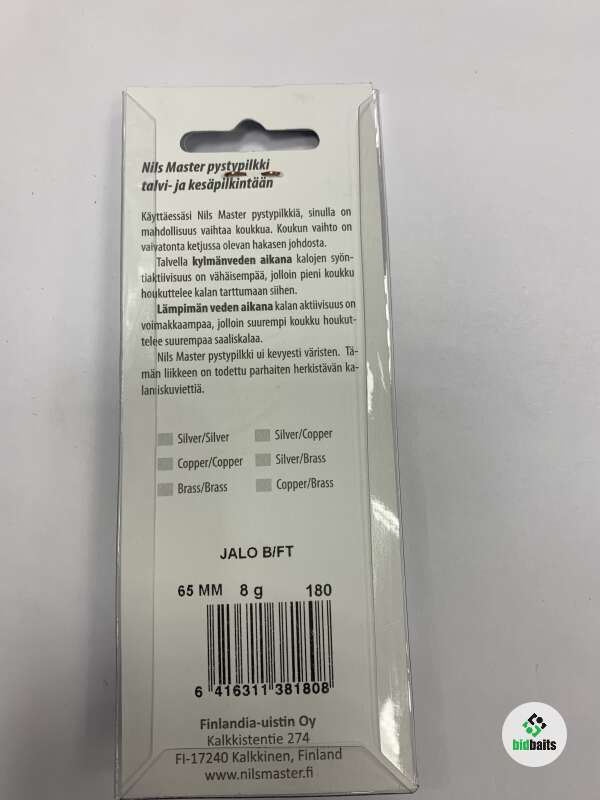 Nils Master pystypilkki
talvi- ja kesäpilkintään
Käyttäessäsi Nils Master pystypilkkiä, sinulla on
mahdollisuus vaihtaa koukkua. Koukun vaihto on
vaivatonta ketjussa olevan hakasen johdosta.
Talvella kylmänveden aikana kalojen syön-
tiaktiivisuus on vähäisempää, jolloin pieni koukku
houkuttelee kalan tarttumaan siihen.
Lämpimän veden aikana kalan aktiivisuus on
voimakkaampaa, jolloin suurempi koukku houkut-
telee suurempaa saaliskalaa.
Nils Master pystypilkki ui kevyesti väristen. Tä-
män liikkeen on todettu parhaiten herkistävän ka-
laniskuviettiä.
Silver/Silver Silver/Copper
Copper/Copper Silver/Brass
Brass/Brass Copper/Brass
JALO B/FT
65 MM 8 g 180
6 416311 381808
Finlandia-uistin Oy
Kalkkistentie 274
FI-17240 Kalkkinen, Finland
www.nilsmaster.fi
bidbaits